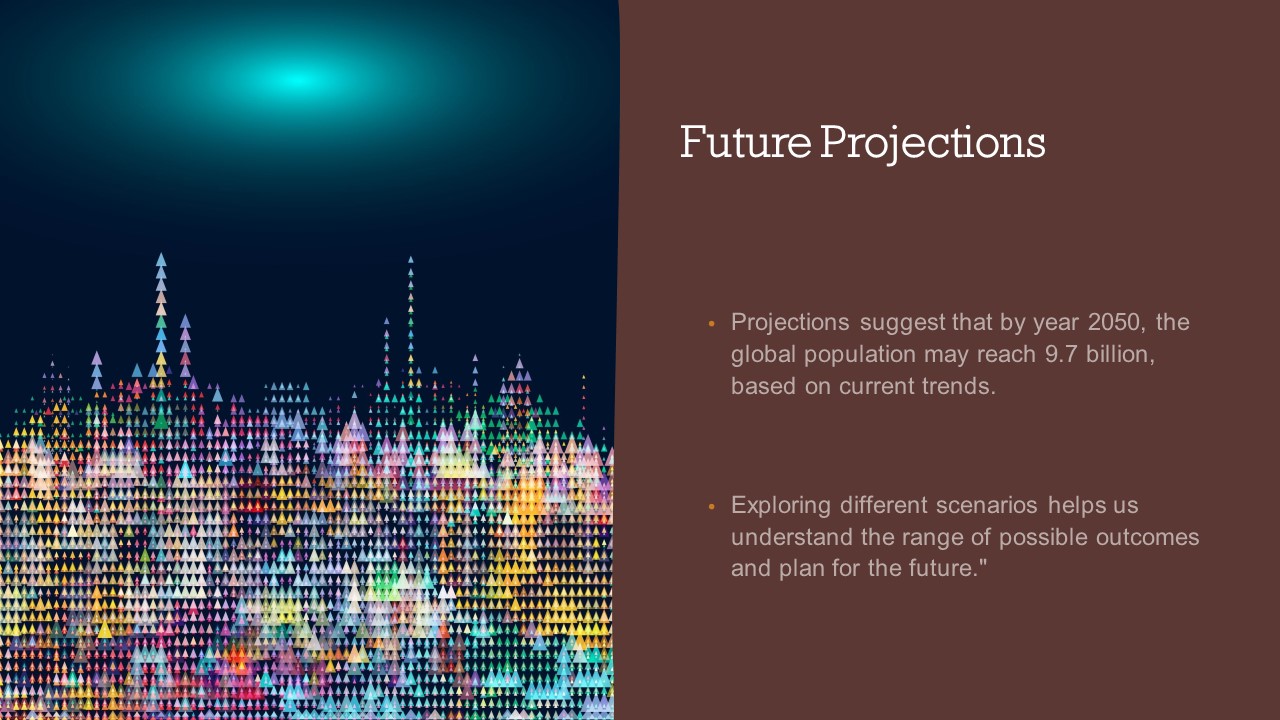 Future Projections
• Projections suggest that by year 2050, the
global population may reach 9.7 billion,
based on current trends.
• Exploring different scenarios helps us
understand the range of possible outcomes
and plan for the future."